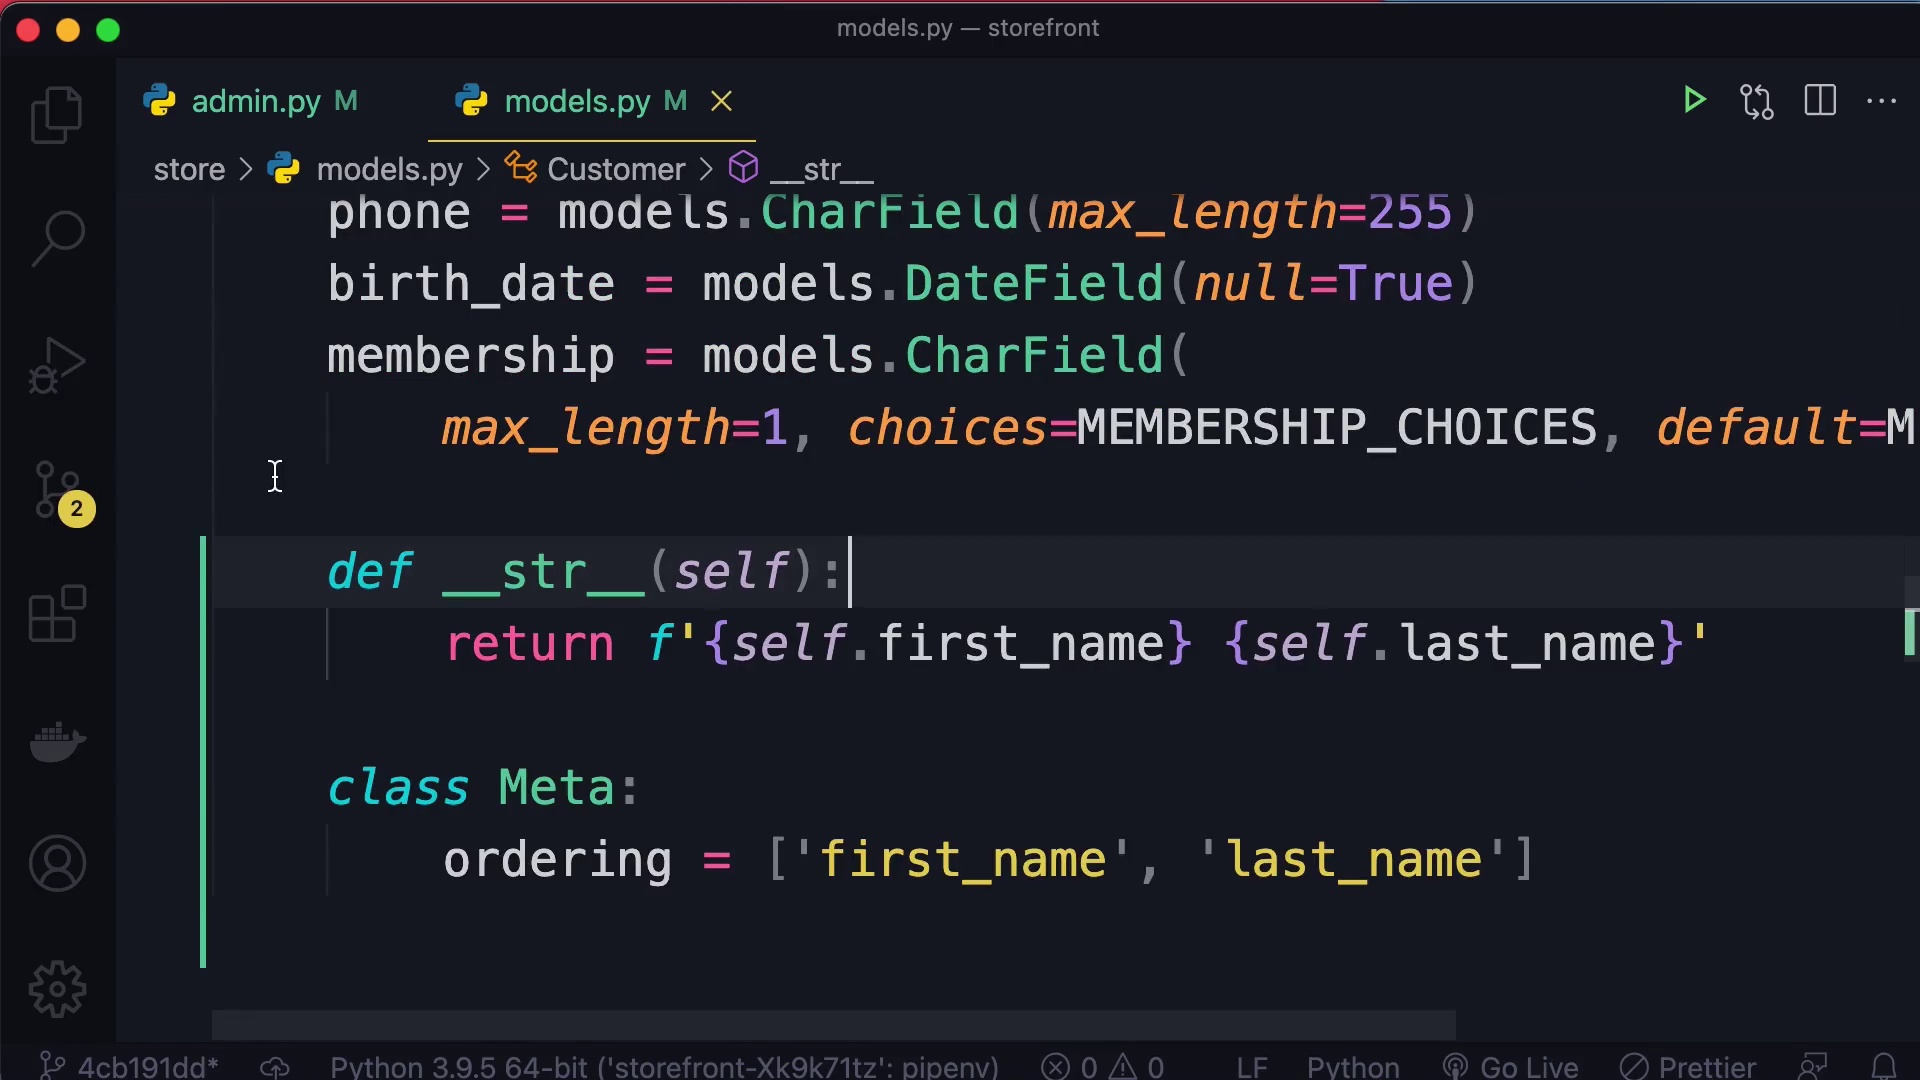 models.py — storefront
admin.py M models.py M
store > models.py > Customer > __str__
phone = models.CharField(max_length=255)
birth_date = models.DateField(null=True)
membership = models.CharField(
max_length=1, choices=MEMBERSHIP_CHOICES, default=M
2
def __str__(self):
return f'{self.first_name} {self.last_name}'
class Meta:
ordering = ['first_name', 'last_name']
4cb191dd* Python 3.9.5 64-bit ('storefront-Xk9k71tz': pipenv) 0 0 LF Python Go Live Prettier